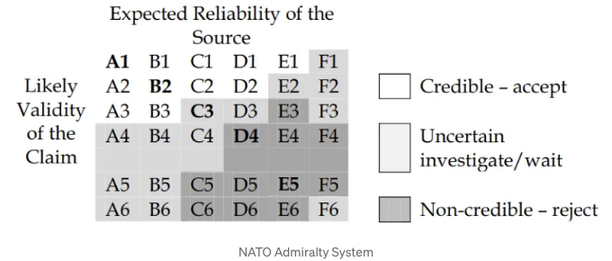 Expected Reliability of the
Source
A1 B1 C1 D1 E1 F1
Likely A2 B2 C2 D2 E2 F2
Validity A3 B3 C3 D3 E3 F3
of the A4 B4 C4 D4 E4 F4
Claim
A5 B5 C5 D5 E5 F5
A6 B6 C6 D6 E6 F6
Credible – accept
Uncertain
investigate/wait
Non-credible – reject
NATO Admiralty System